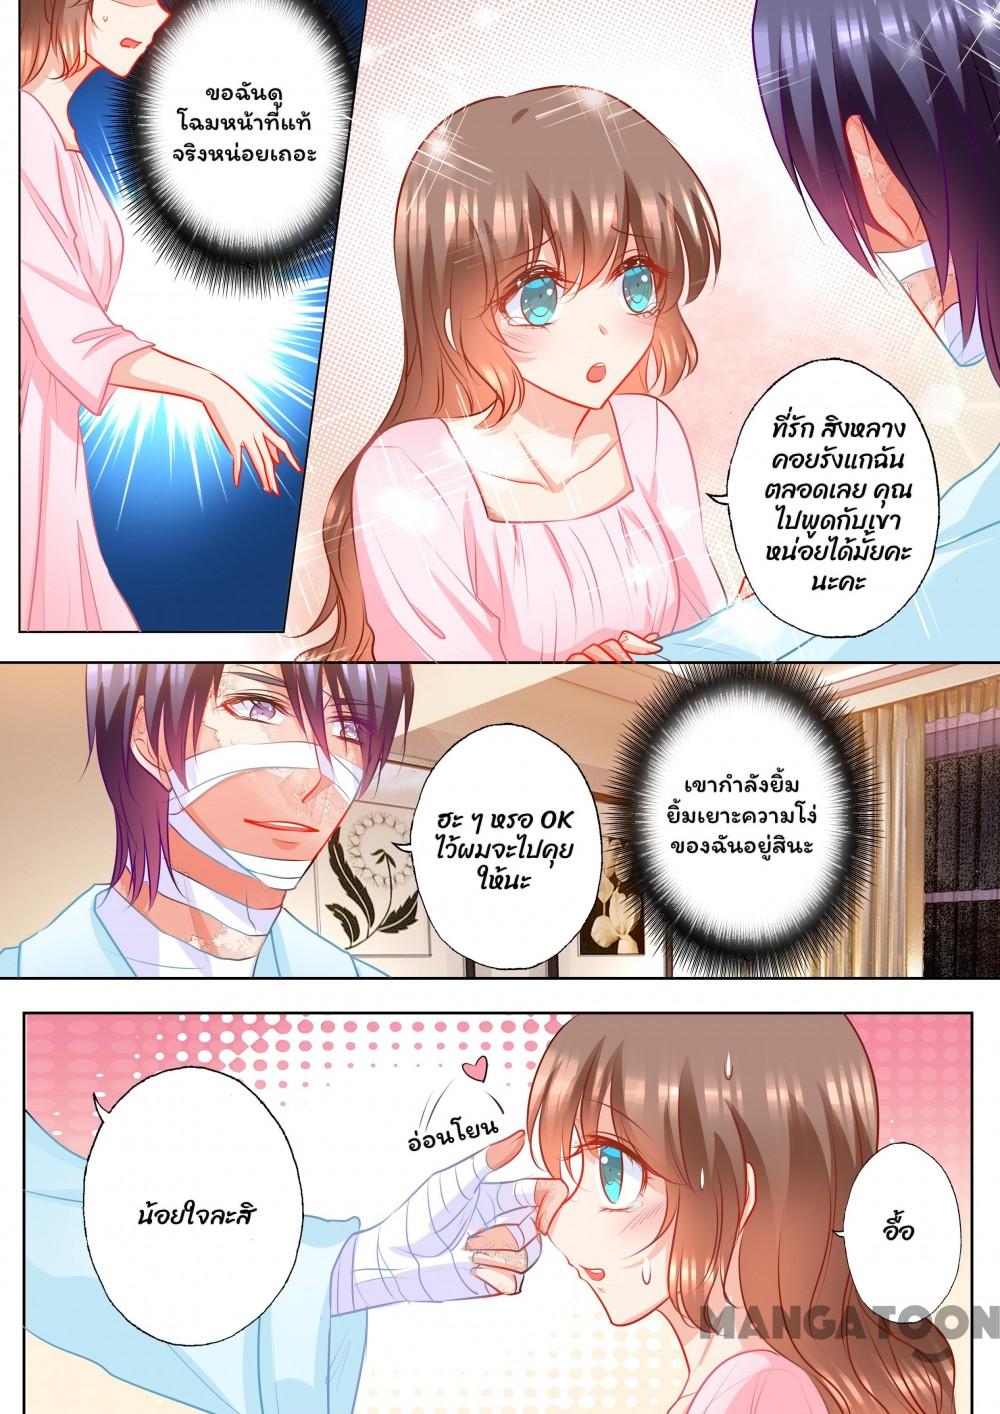 ขอฉันดู
โฉมหน้าที่แท้
จริงหน่อยเถอะ
ที่รัก สิงหลาง
คอยรังแกฉัน
ตลอดเลย คุณ
ไปพูดกับเขา
หน่อยได้มั้ยคะ
นะคะ
ฮะ ๆ หรอ OK
ไว้ผมจะไปคุย
ให้นะ
เขากำลังยิ้ม
ยิ้มเยาะความโง่
ของฉันอยู่สินะ
อ่อนโยน
น้อยใจละสิ
อื้อ
MANGATOON